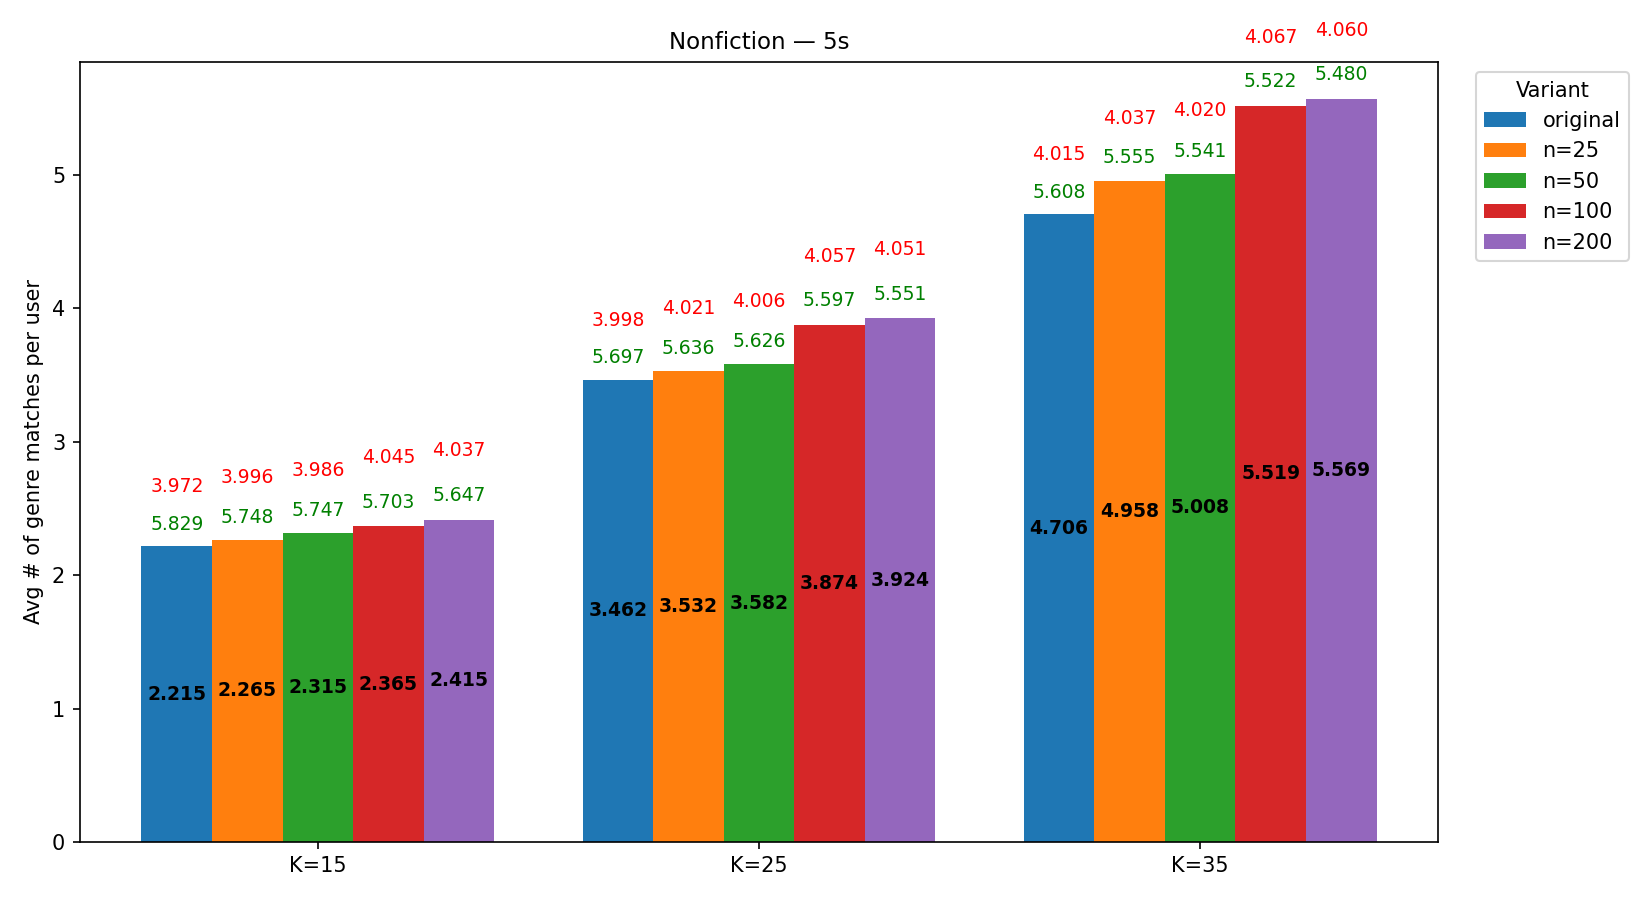 Nonfiction — 5s
Avg # of genre matches per user
5
4
3
2
1
0
3.972 3.996 3.986 4.045 4.037
5.829 5.748 5.747 5.703 5.647
2.215 2.265 2.315 2.365 2.415
K=15
3.998 4.021 4.006 4.057 4.051
5.697 5.636 5.626 5.597 5.551
3.462 3.532 3.582 3.874 3.924
K=25
4.015 4.037 4.020 4.067 4.060
5.608 5.555 5.541 5.522 5.480
4.706 4.958 5.008 5.519 5.569
K=35
Variant
original
n=25
n=50
n=100
n=200